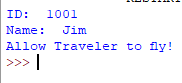 ID:  1001
Name:  Jim
Allow Traveler to fly!
>>>